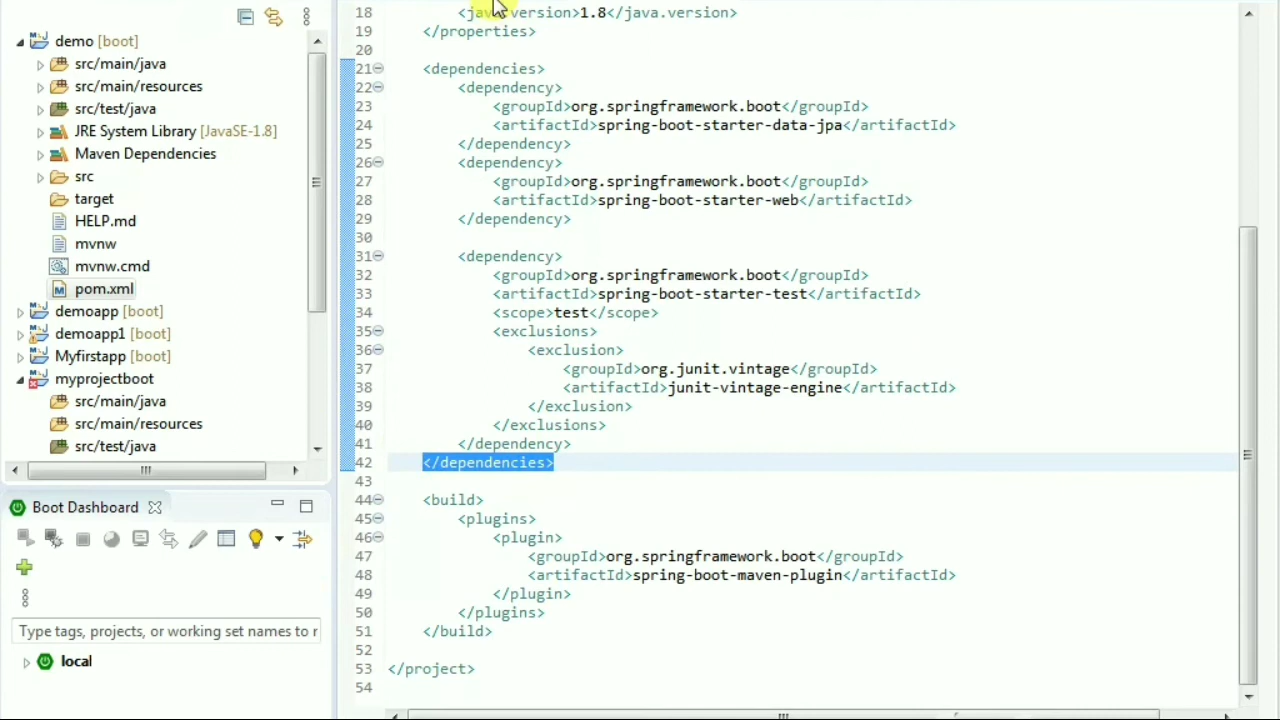 demo [boot]
src/main/java
src/main/resources
src/test/java
JRE System Library [JavaSE-1.8]
Maven Dependencies
src
target
HELP.md
mvnw
mvnw.cmd
pom.xml
demoapp [boot]
demoapp1 [boot]
Myfirstapp [boot]
myprojectboot
src/main/java
src/main/resources
src/test/java
Boot Dashboard
Type tags, projects, or working set names to r
local
18 <java.version>1.8</java.version>
19 </properties>
20
21 <dependencies>
22 <dependency>
23 <groupId>org.springframework.boot</groupId>
24 <artifactId>spring-boot-starter-data-jpa</artifactId>
25 </dependency>
26 <dependency>
27 <groupId>org.springframework.boot</groupId>
28 <artifactId>spring-boot-starter-web</artifactId>
29 </dependency>
30
31 <dependency>
32 <groupId>org.springframework.boot</groupId>
33 <artifactId>spring-boot-starter-test</artifactId>
34 <scope>test</scope>
35 <exclusions>
36 <exclusion>
37 <groupId>org.junit.vintage</groupId>
38 <artifactId>junit-vintage-engine</artifactId>
39 </exclusion>
40 </exclusions>
41 </dependency>
42 </dependencies>
43
44 <build>
45 <plugins>
46 <plugin>
47 <groupId>org.springframework.boot</groupId>
48 <artifactId>spring-boot-maven-plugin</artifactId>
49 </plugin>
50 </plugins>
51 </build>
52
53 </project>
54